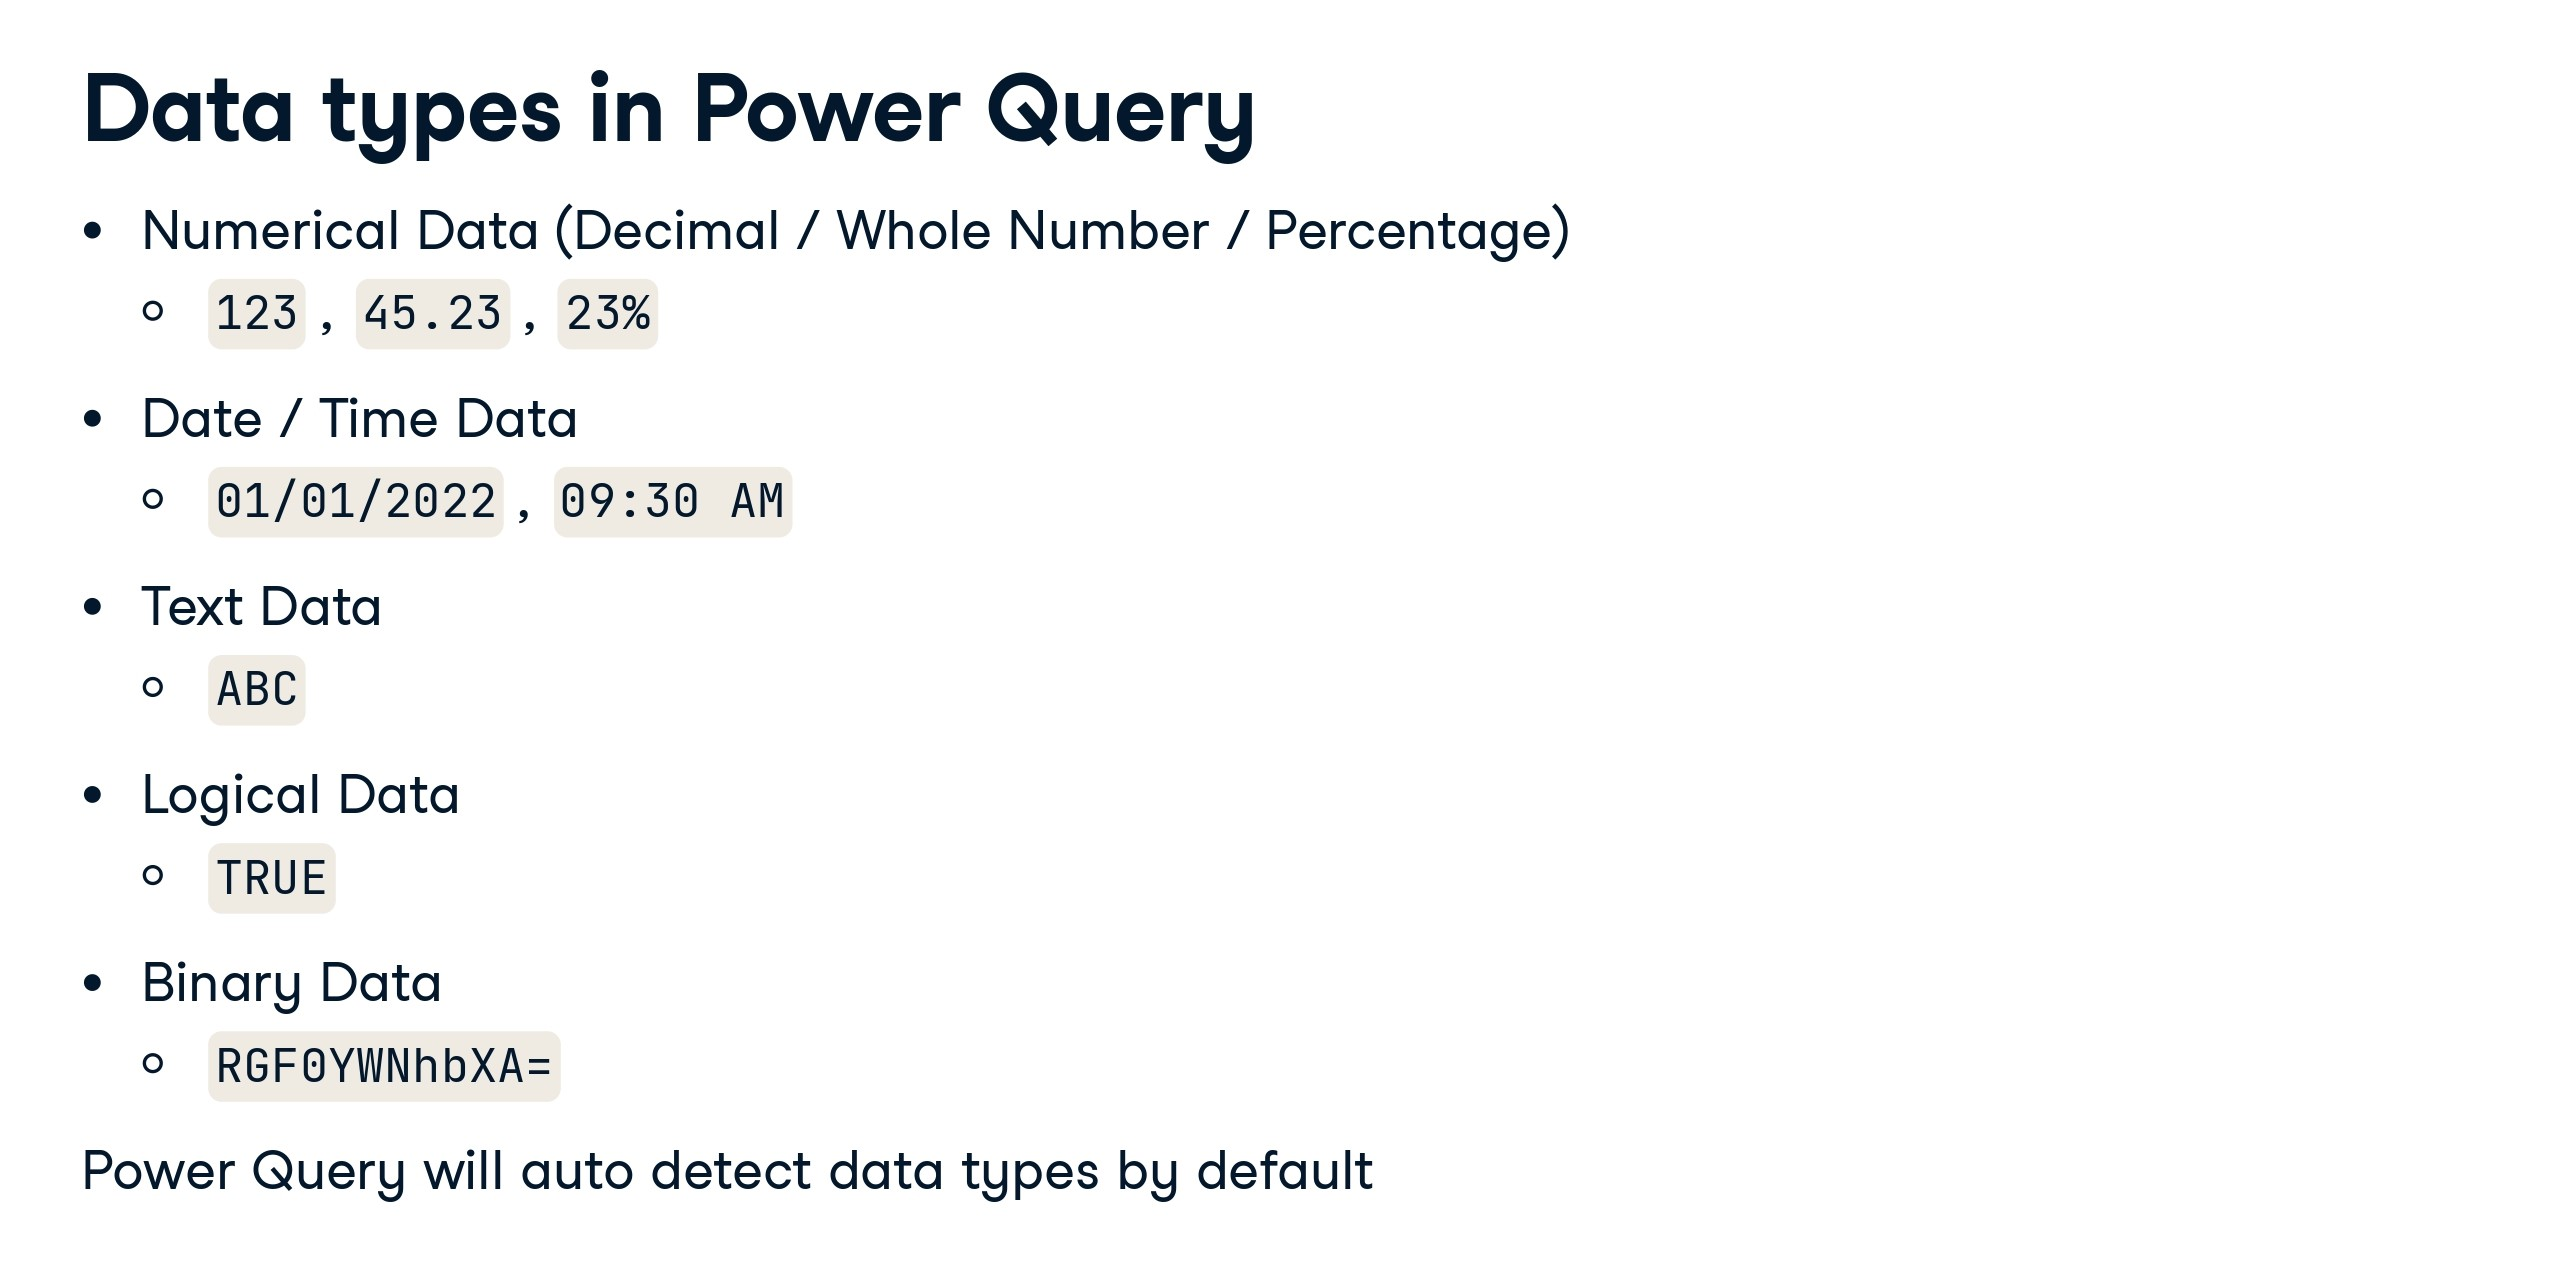 Data types in Power Query
• Numerical Data (Decimal / Whole Number / Percentage)
○ 123 , 45.23 , 23%
• Date / Time Data
○ 01/01/2022 , 09:30 AM
• Text Data
○ ABC
• Logical Data
○ TRUE
• Binary Data
○ RGF0YWNhbXA=
Power Query will auto detect data types by default